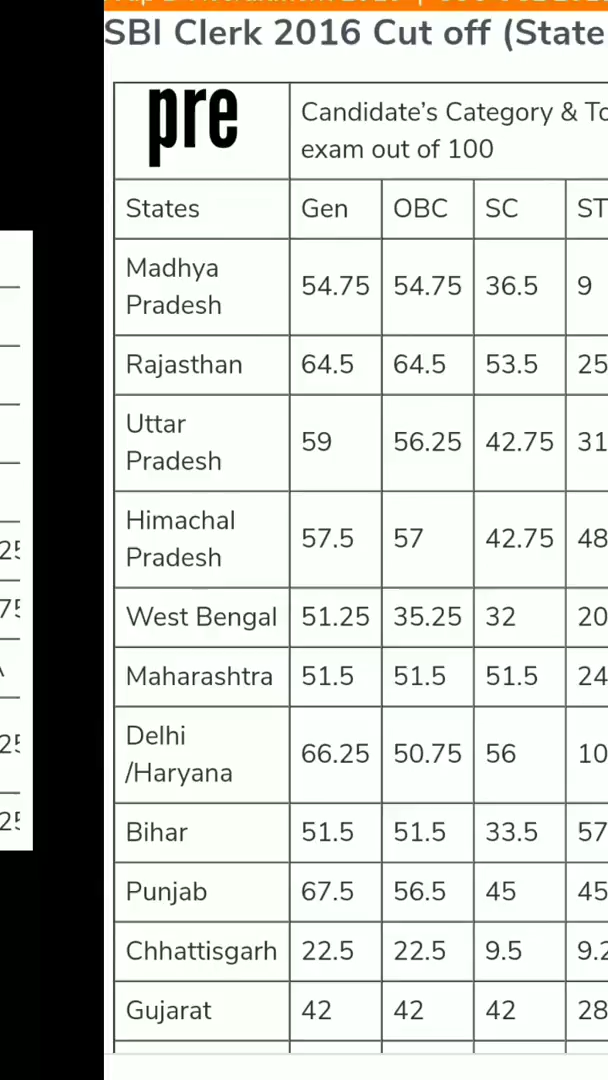 SBI Clerk 2016 Cut off (State
pre
Candidate’s Category & To
exam out of 100
States Gen OBC SC ST
Madhya
Pradesh 54.75 54.75 36.5 9
Rajasthan 64.5 64.5 53.5 25
Uttar
Pradesh 59 56.25 42.75 31
Himachal
Pradesh 57.5 57 42.75 48
West Bengal 51.25 35.25 32 20
Maharashtra 51.5 51.5 51.5 24
Delhi
/Haryana 66.25 50.75 56 10
Bihar 51.5 51.5 33.5 57
Punjab 67.5 56.5 45 45
Chhattisgarh 22.5 22.5 9.5 9.2
Gujarat 42 42 42 28